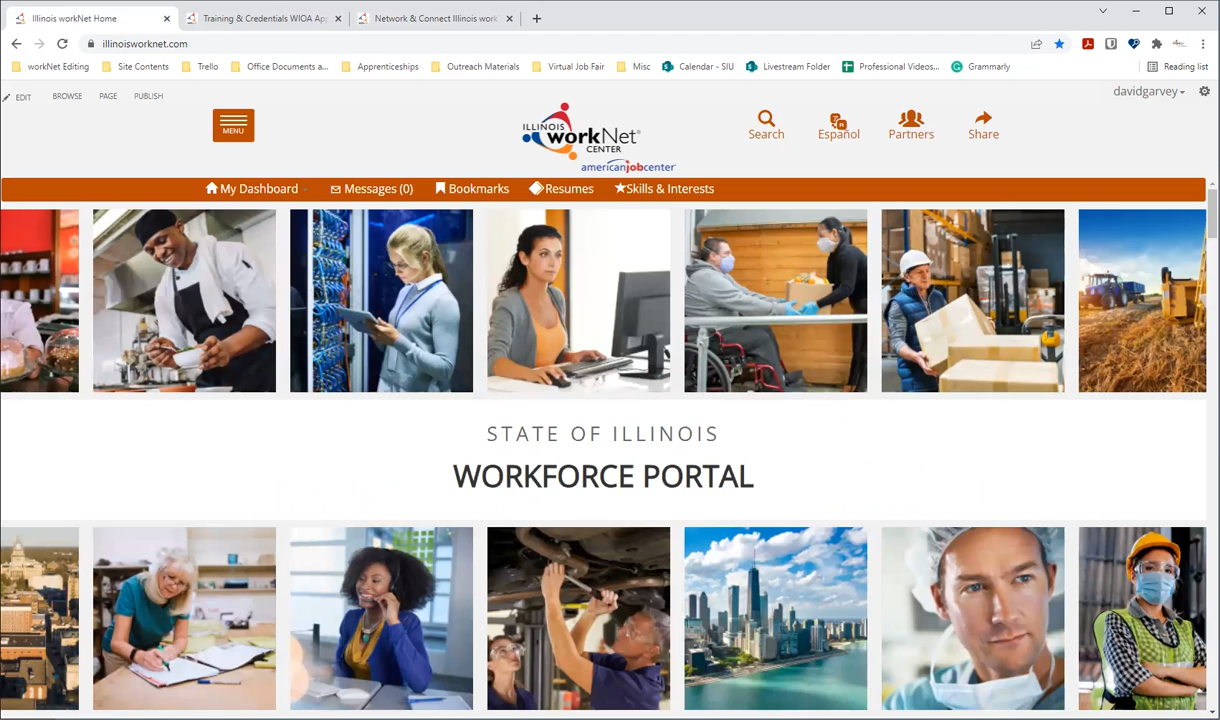 Illinois workNet Home
Training & Credentials WIOA App
Network & Connect Illinois work
illinoisworknet.com
workNet Editing
Site Contents
Trello
Office Documents a...
Apprenticeships
Outreach Materials
Virtual Job Fair
Misc
Calendar - SIU
Livestream Folder
Professional Videos...
Grammarly
Reading list
EDIT
BROWSE
PAGE
PUBLISH
davidgarvey
MENU
ILLINOIS
workNet®
CENTER
americanjobcenter®
Search
Español
Partners
Share
My Dashboard
Messages (0)
Bookmarks
Resumes
Skills & Interests
STATE OF ILLINOIS
WORKFORCE PORTAL